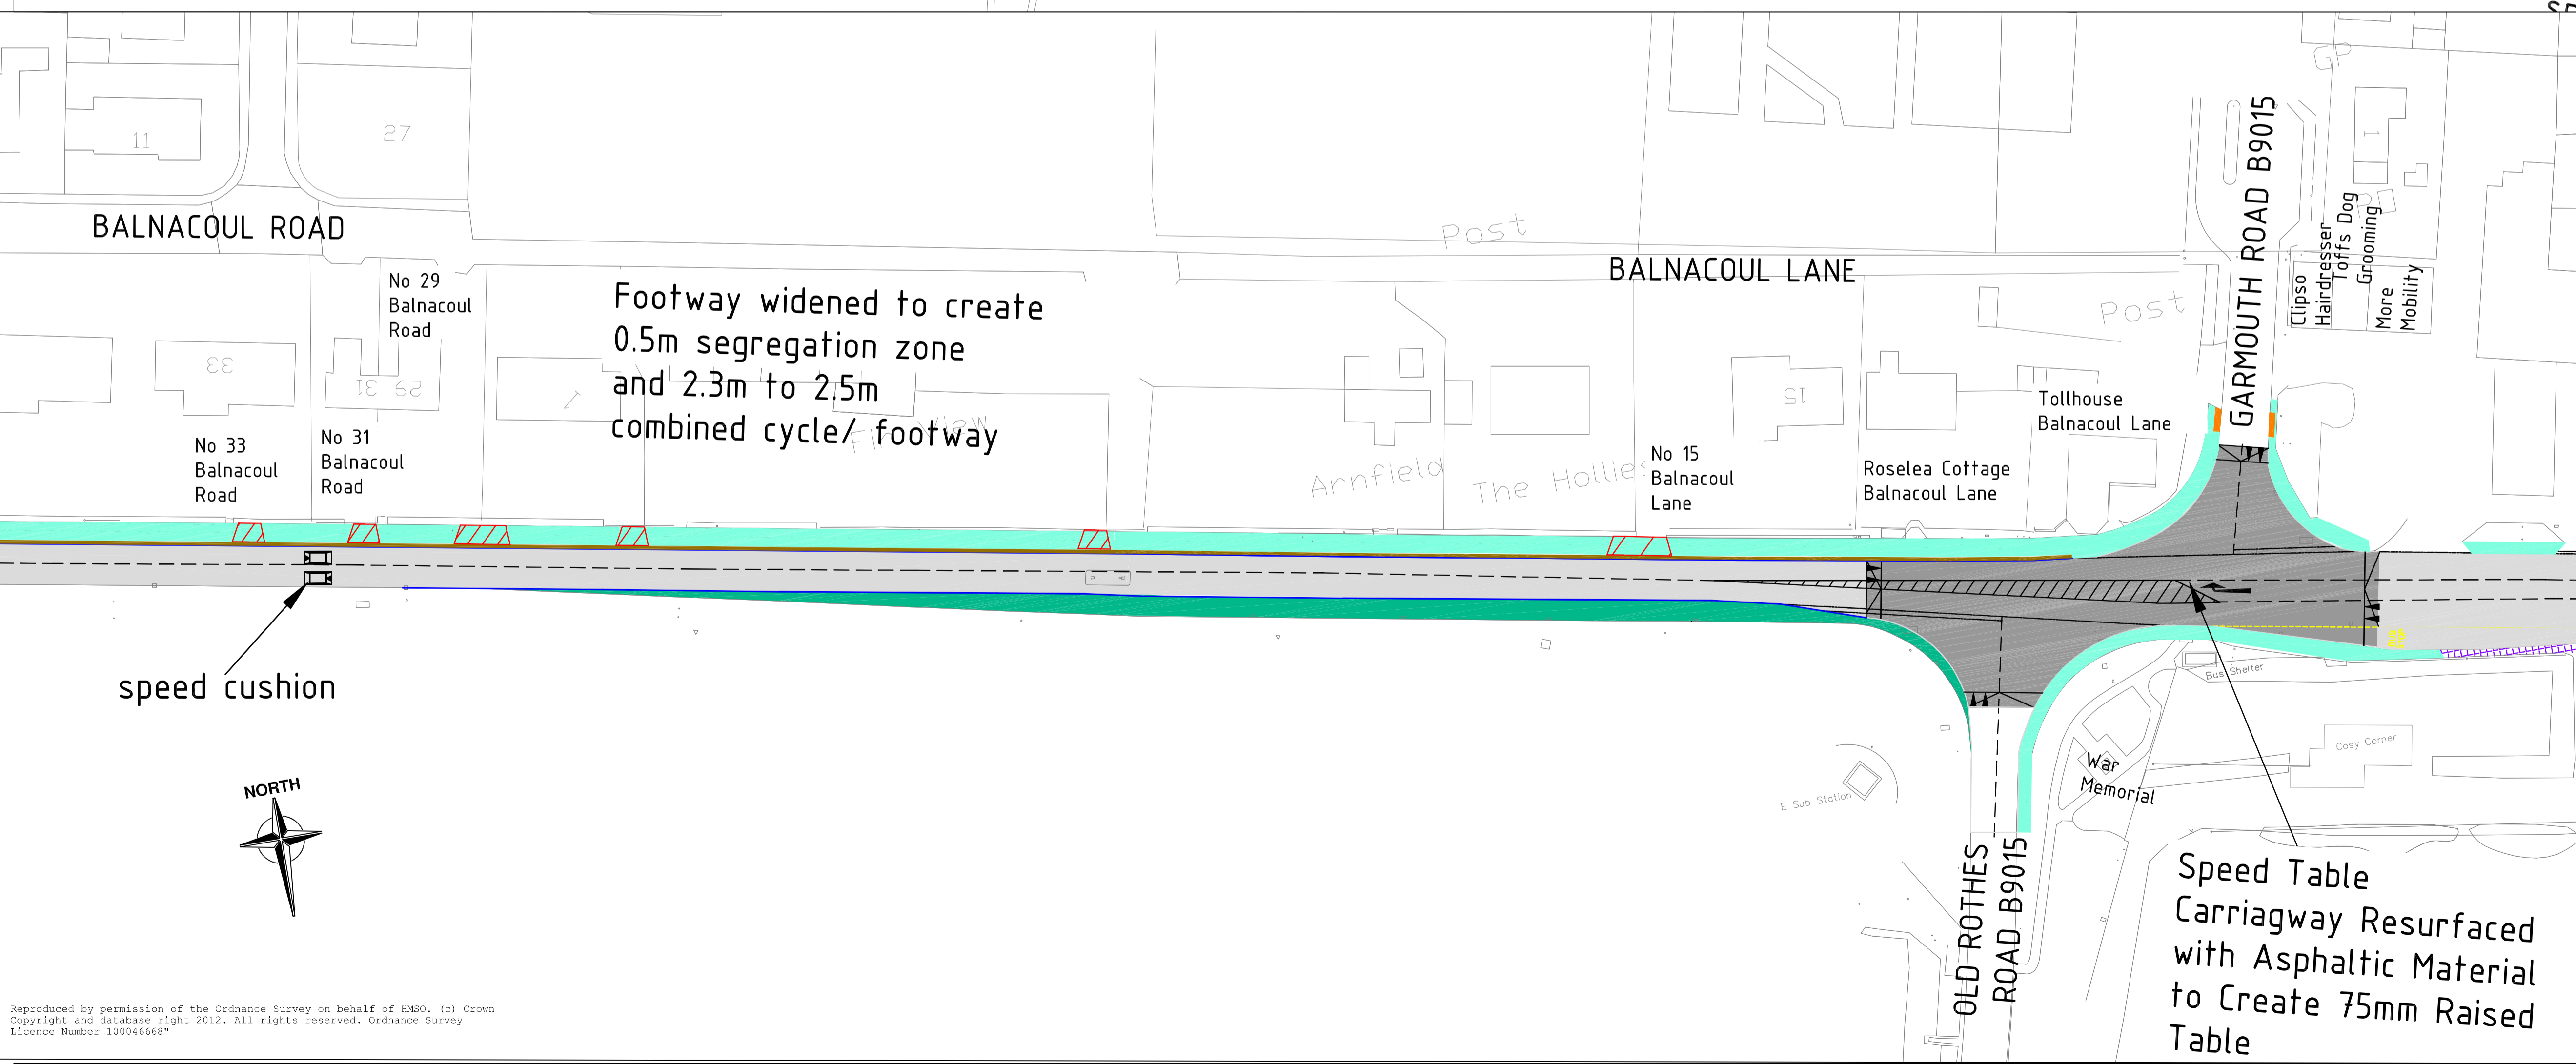 GP
11
27
1
PO
BALNACOUL ROAD
Post
BALNACOUL LANE
GARMOUTH ROAD B9015
Clipso
Hairdresser
Toffs Dog
Grooming
More
Mobility
No 29
Balnacoul
Road
Footway widened to create
0.5m segregation zone
and 2.3m to 2.5m
combined cycle/ footway
Post
33
31
29
1
Fir View
15
Tollhouse
Balnacoul Lane
No 33
Balnacoul
Road
No 31
Balnacoul
Road
Arnfield
The Hollies
No 15
Balnacoul
Lane
Roselea Cottage
Balnacoul Lane
speed cushion
Bus Shelter
Cosy Corner
War
Memorial
E Sub Station
NORTH
OLD ROTHES
ROAD B9015
Speed Table
Carriagway Resurfaced
with Asphaltic Material
to Create 75mm Raised
Table
Reproduced by permission of the Ordnance Survey on behalf of HMSO. (c) Crown
Copyright and database right 2012. All rights reserved. Ordnance Survey
Licence Number 100046668"